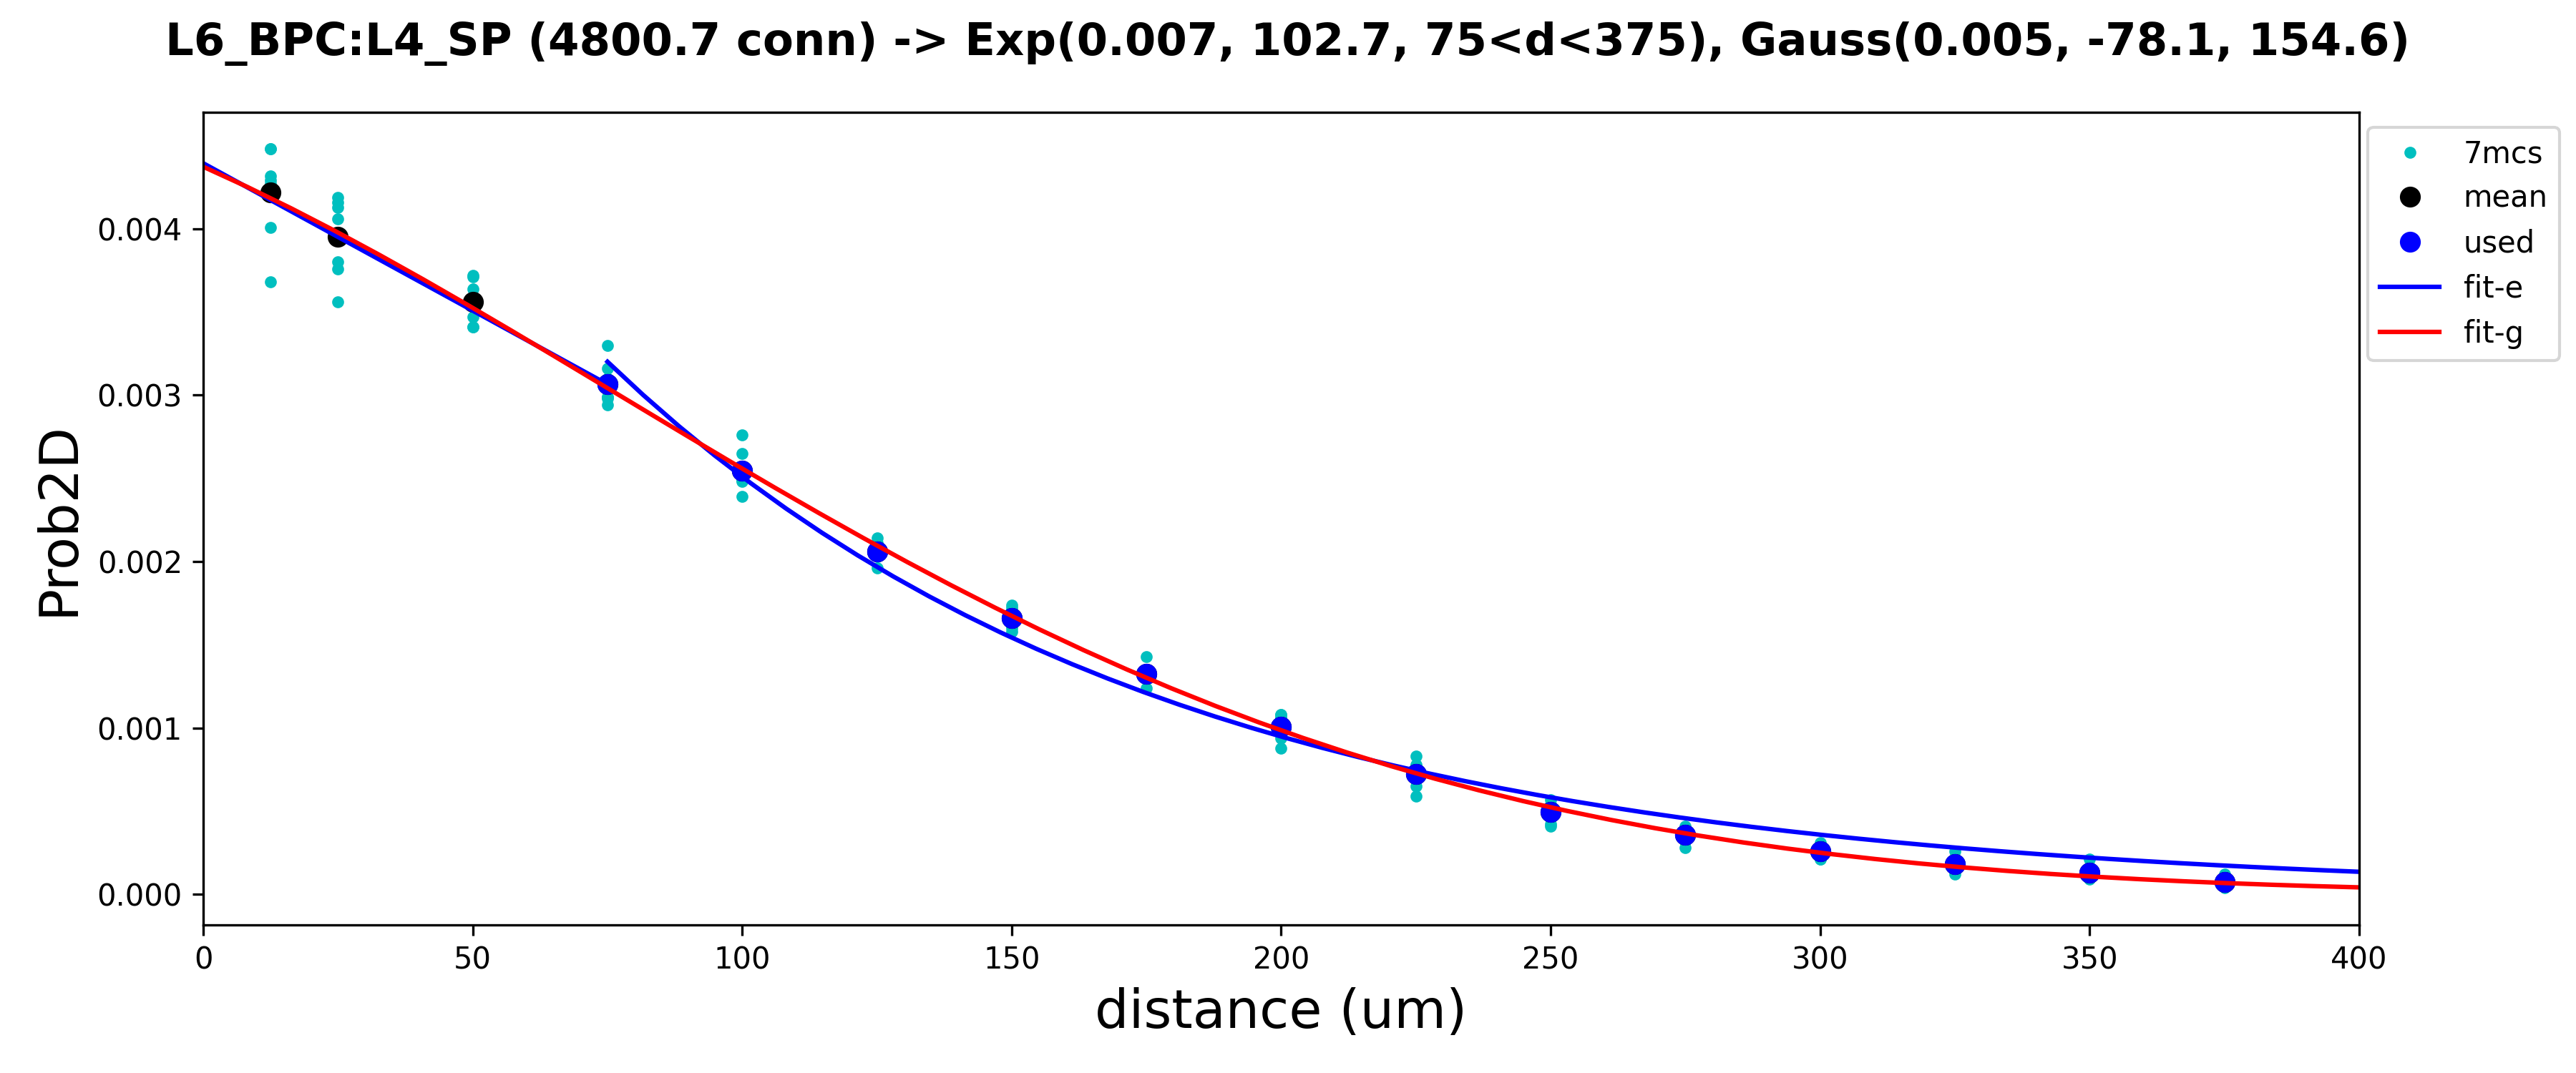 L6_BPC:L4_SP (4800.7 conn) -> Exp(0.007, 102.7, 75<d<375), Gauss(0.005, -78.1, 154.6)
7mcs
mean
used
fit-e
fit-g
Prob2D
0.004
0.003
0.002
0.001
0.000
0 50 100 150 200 250 300 350 400
distance (um)